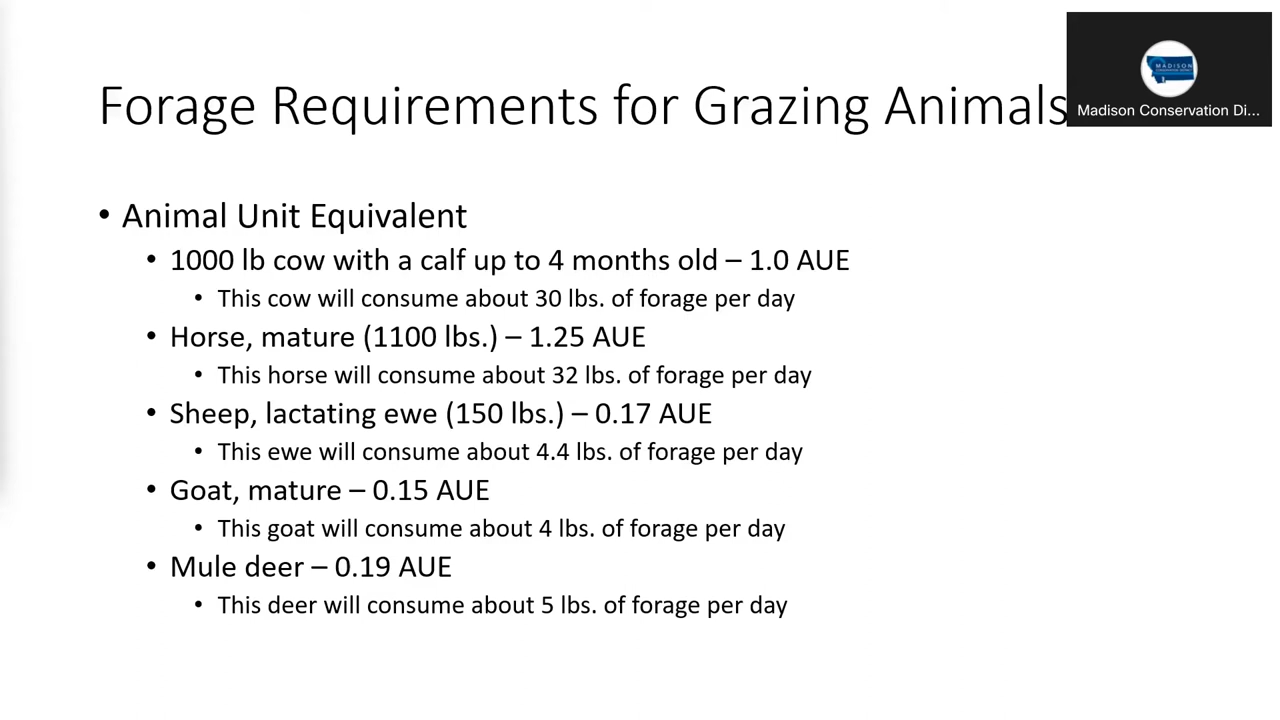 Forage Requirements for Grazing Animals
MADISON
Madison Conservation Di...
• Animal Unit Equivalent
• 1000 lb cow with a calf up to 4 months old – 1.0 AUE
• This cow will consume about 30 lbs. of forage per day
• Horse, mature (1100 lbs.) – 1.25 AUE
• This horse will consume about 32 lbs. of forage per day
• Sheep, lactating ewe (150 lbs.) – 0.17 AUE
• This ewe will consume about 4.4 lbs. of forage per day
• Goat, mature – 0.15 AUE
• This goat will consume about 4 lbs. of forage per day
• Mule deer – 0.19 AUE
• This deer will consume about 5 lbs. of forage per day